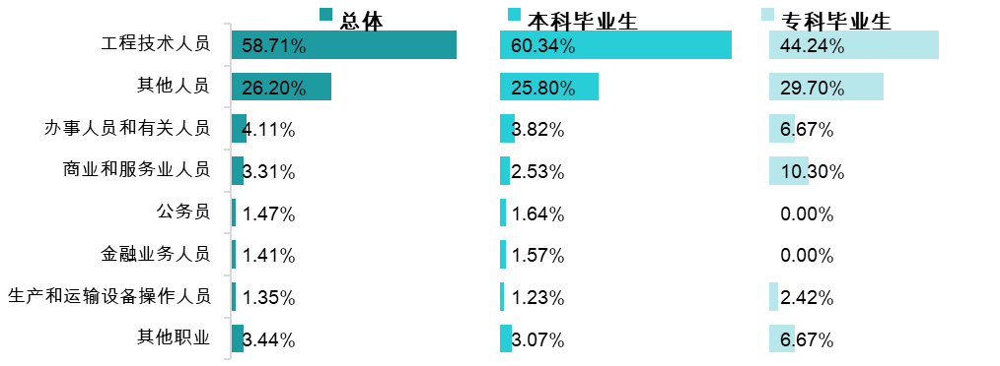 总体 本科毕业生 专科毕业生
工程技术人员 58.71% 60.34% 44.24%
其他人员 26.20% 25.80% 29.70%
办事人员和有关人员 4.11% 3.82% 6.67%
商业和服务业人员 3.31% 2.53% 10.30%
公务员 1.47% 1.64% 0.00%
金融业务人员 1.41% 1.57% 0.00%
生产和运输设备操作人员 1.35% 1.23% 2.42%
其他职业 3.44% 3.07% 6.67%